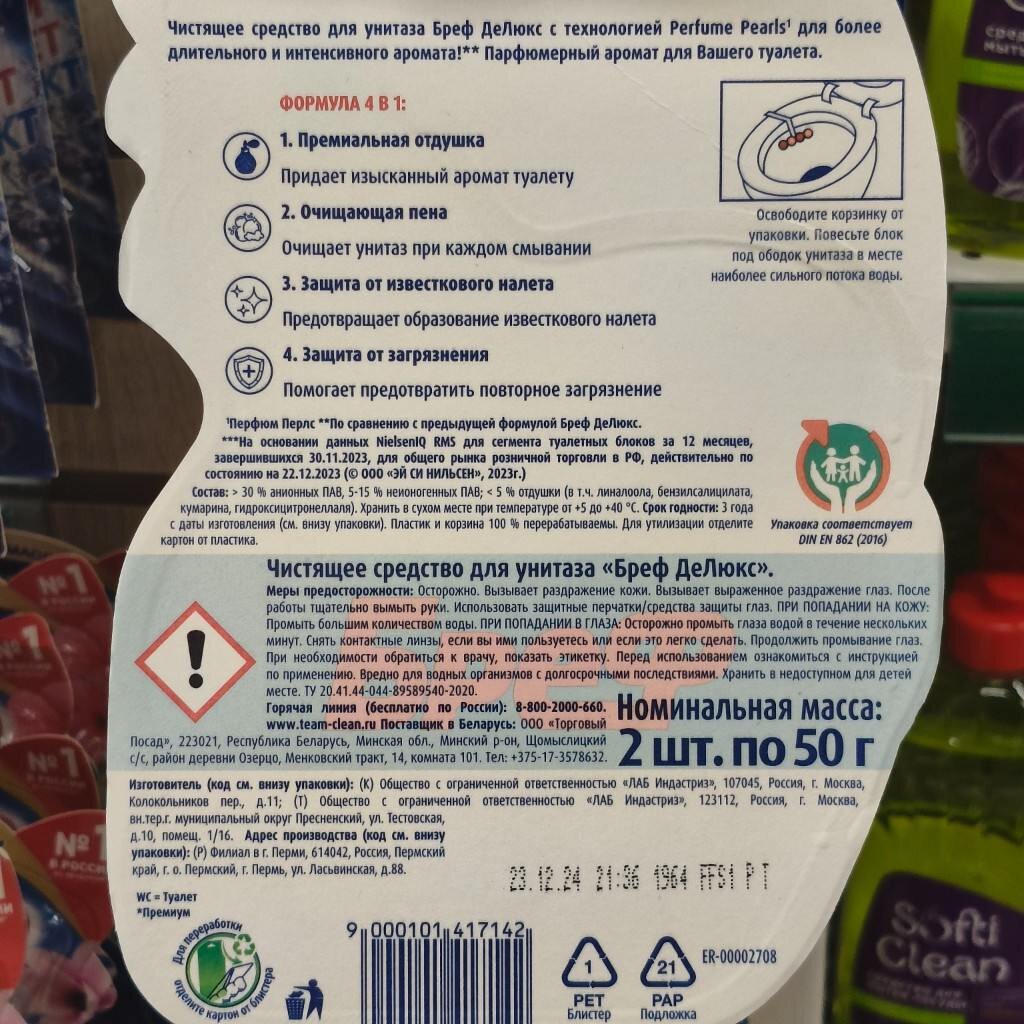 Чистящее средство для унитаза Бреф ДеЛюкс с технологией Perfume Pearls¹ для более
длительного и интенсивного аромата!** Парфюмерный аромат для Вашего туалета.
ФОРМУЛА 4 В 1:
1. Премиальная отдушка
Придает изысканный аромат туалету
2. Очищающая пена
Очищает унитаз при каждом смывании
3. Защита от известкового налета
Предотвращает образование известкового налета
4. Защита от загрязнения
Помогает предотвратить повторное загрязнение
Освободите корзинку от
упаковки. Повесьте блок
под ободок унитаза в месте
наиболее сильного потока воды.
¹Перфюм Перлс **По сравнению с предыдущей формулой Бреф ДеЛюкс.
***На основании данных NielsenIQ RMS для сегмента туалетных блоков за 12 месяцев,
завершившихся 30.11.2023, для общего рынка розничной торговли в РФ, действительно по
состоянию на 22.12.2023 (© ООО «ЭЙ СИ НИЛЬСЕН», 2023г.)
Состав: > 30 % анионных ПАВ, 5-15 % неионогенных ПАВ; < 5 % отдушки (в т.ч. линалоола, бензилсалицилата,
кумарина, гидроксицитронеллаля). Хранить в сухом месте при температуре от +5 до +40 °C. Срок годности: 3 года
с даты изготовления (см. внизу упаковки). Пластик и корзина 100 % перерабатываемы. Для утилизации отделите
картон от пластика.
Упаковка соответствует
DIN EN 862 (2016)
Чистящее средство для унитаза «Бреф ДеЛюкс».
Меры предосторожности: Осторожно. Вызывает раздражение кожи. Вызывает выраженное раздражение глаз. После
работы тщательно вымыть руки. Использовать защитные перчатки/средства защиты глаз. ПРИ ПОПАДАНИИ НА КОЖУ:
Промыть большим количеством воды. ПРИ ПОПАДАНИИ В ГЛАЗА: Осторожно промыть глаза водой в течение нескольких
минут. Снять контактные линзы, если вы ими пользуетесь и если это легко сделать. Продолжить промывание глаз.
При необходимости обратиться к врачу, показать этикетку. Перед использованием ознакомиться с инструкцией
по применению. Вредно для водных организмов с долгосрочными последствиями. Хранить в недоступном для детей
месте. ТУ 20.41.44-044-89589540-2020.
Горячая линия (бесплатно по России): 8-800-2000-660.
www.team-clean.ru Поставщик в Беларусь: ООО «Торговый
Посад», 223021, Республика Беларусь, Минская обл., Минский р-он, Щомыслицкий
с/с, район деревни Озерцо, Менковский тракт, 14, комната 101. Тел: +375-17-3578632.
Бреф
Номинальная масса:
2 шт. по 50 г
Изготовитель (код см. внизу упаковки): (К) Общество с ограниченной ответственностью «ЛАБ Индастриз», 107045, Россия, г. Москва,
Колокольников пер., д.11; (Т) Общество с ограниченной ответственностью «ЛАБ Индастриз», 123112, Россия, г. Москва,
вн.тер.г. муниципальный округ Пресненский, ул. Тестовская,
д.10, помещ. 1/16. Адрес производства (код см. внизу
упаковки): (Р) Филиал в г. Перми, 614042, Россия, Пермский
край, г. о. Пермский, г. Пермь, ул. Ласьвинская, д.88.
23.12.24 21:36 1964 FFS1 P T
WC = Туалет
*Премиум
Для переработки
отделите картон от блистера
9 000101 417142
1
PET
Блистер
21
PAP
Подложка
ER-00002708
№1
В РОССИИ
№1
№1
В РОССИИ
№1
В РОССИИ
Softi
Clean